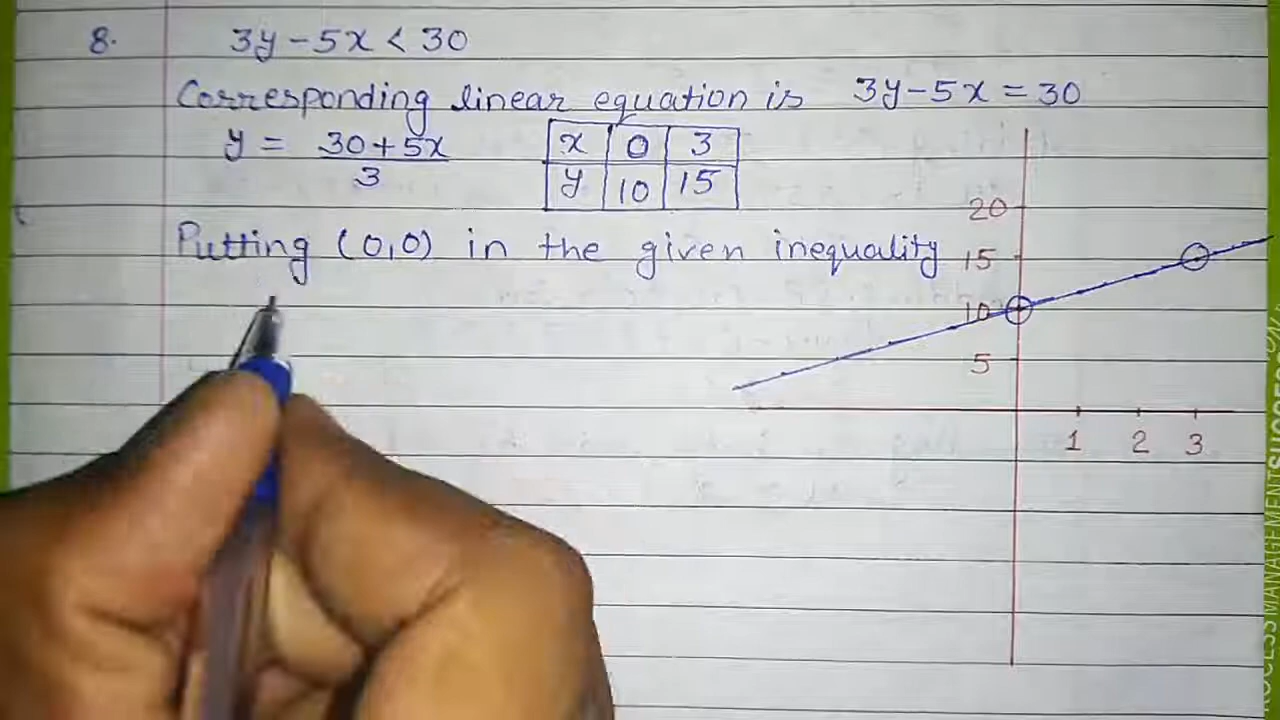 8. 3y - 5x < 30
Corresponding linear equation is 3y - 5x = 30
y = 30 + 5x / 3
x 0 3
y 10 15
Putting (0,0) in the given inequality
20
15
10
5
1 2 3